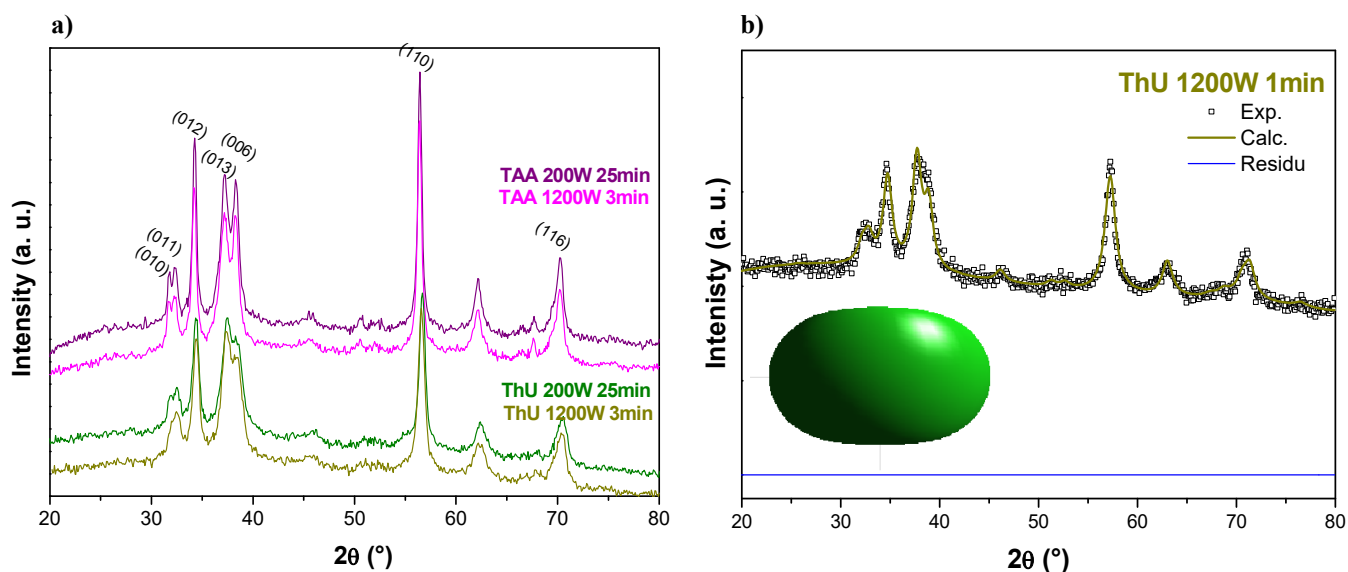 a)
(110)
(012)
(006)
(013)
TAA 200W 25min
TAA 1200W 3min
(011)
(010)
(116)
ThU 200W 25min
ThU 1200W 3min
Intensity (a. u.)
20 30 40 50 60 70 80
2θ (°)
b)
ThU 1200W 1min
Exp.
Calc.
Residu
Intenisty (a. u.)
20 30 40 50 60 70 80
2θ (°)